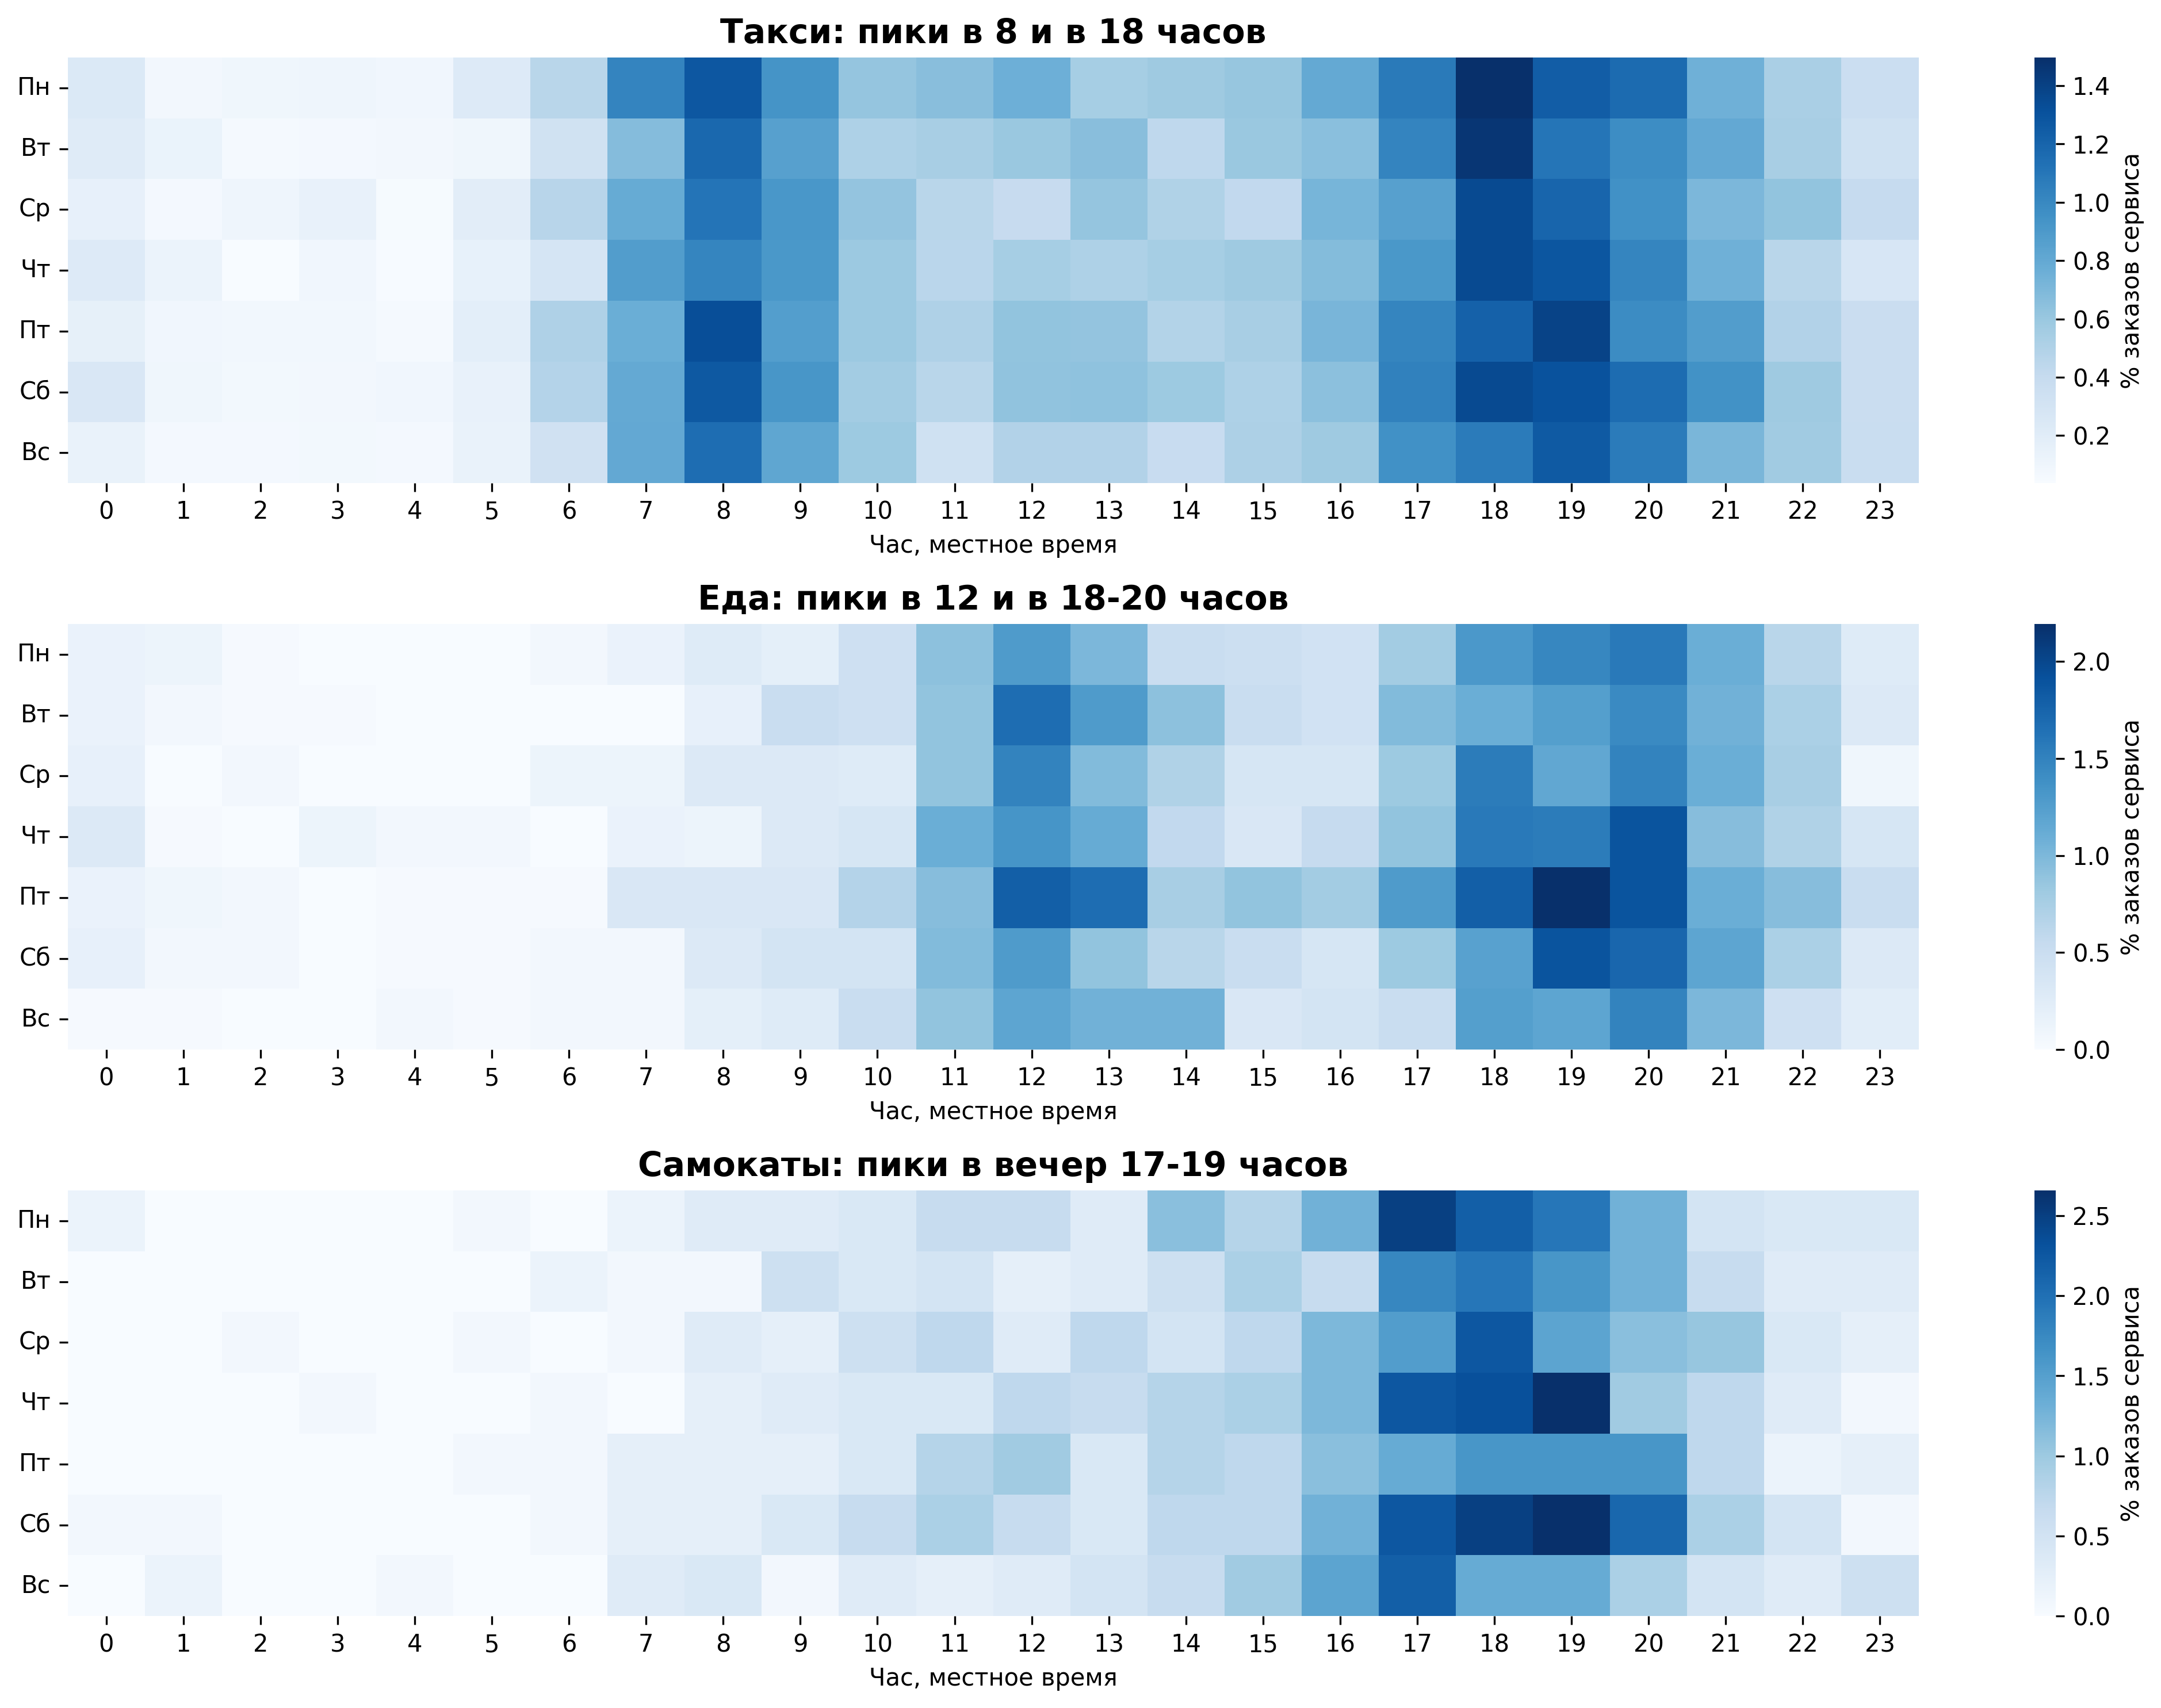 Такси: пики в 8 и в 18 часов
Пн
Вт
Ср
Чт
Пт
Сб
Вс
0 1 2 3 4 5 6 7 8 9 10 11 12 13 14 15 16 17 18 19 20 21 22 23
Час, местное время
1.4
1.2
1.0
0.8
0.6
0.4
0.2
% заказов сервиса
Еда: пики в 12 и в 18-20 часов
Пн
Вт
Ср
Чт
Пт
Сб
Вс
0 1 2 3 4 5 6 7 8 9 10 11 12 13 14 15 16 17 18 19 20 21 22 23
Час, местное время
2.0
1.5
1.0
0.5
0.0
% заказов сервиса
Самокаты: пики в вечер 17-19 часов
Пн
Вт
Ср
Чт
Пт
Сб
Вс
0 1 2 3 4 5 6 7 8 9 10 11 12 13 14 15 16 17 18 19 20 21 22 23
Час, местное время
2.5
2.0
1.5
1.0
0.5
0.0
% заказов сервиса